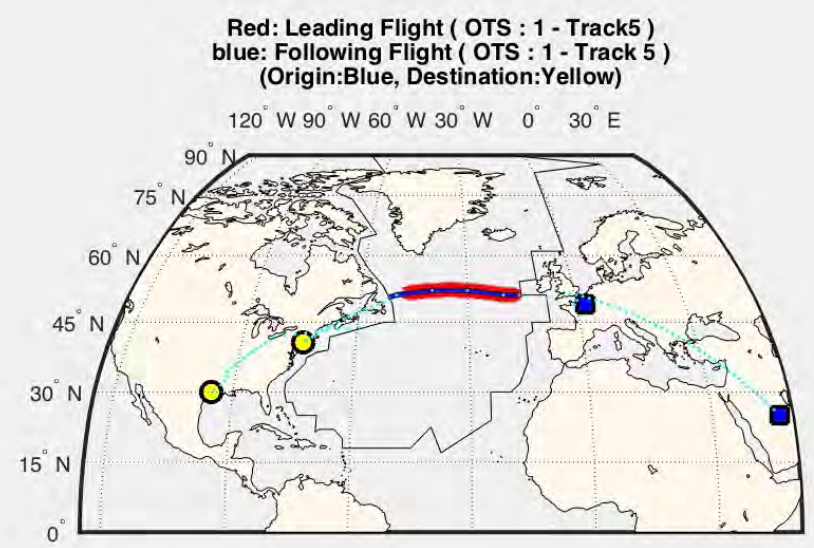 Red: Leading Flight ( OTS : 1 - Track5 )
blue: Following Flight ( OTS : 1 - Track 5 )
(Origin:Blue, Destination:Yellow)
120° W 90° W 60° W 30° W 0° 30° E
90° N
75° N
60° N
45° N
30° N
15° N
0°